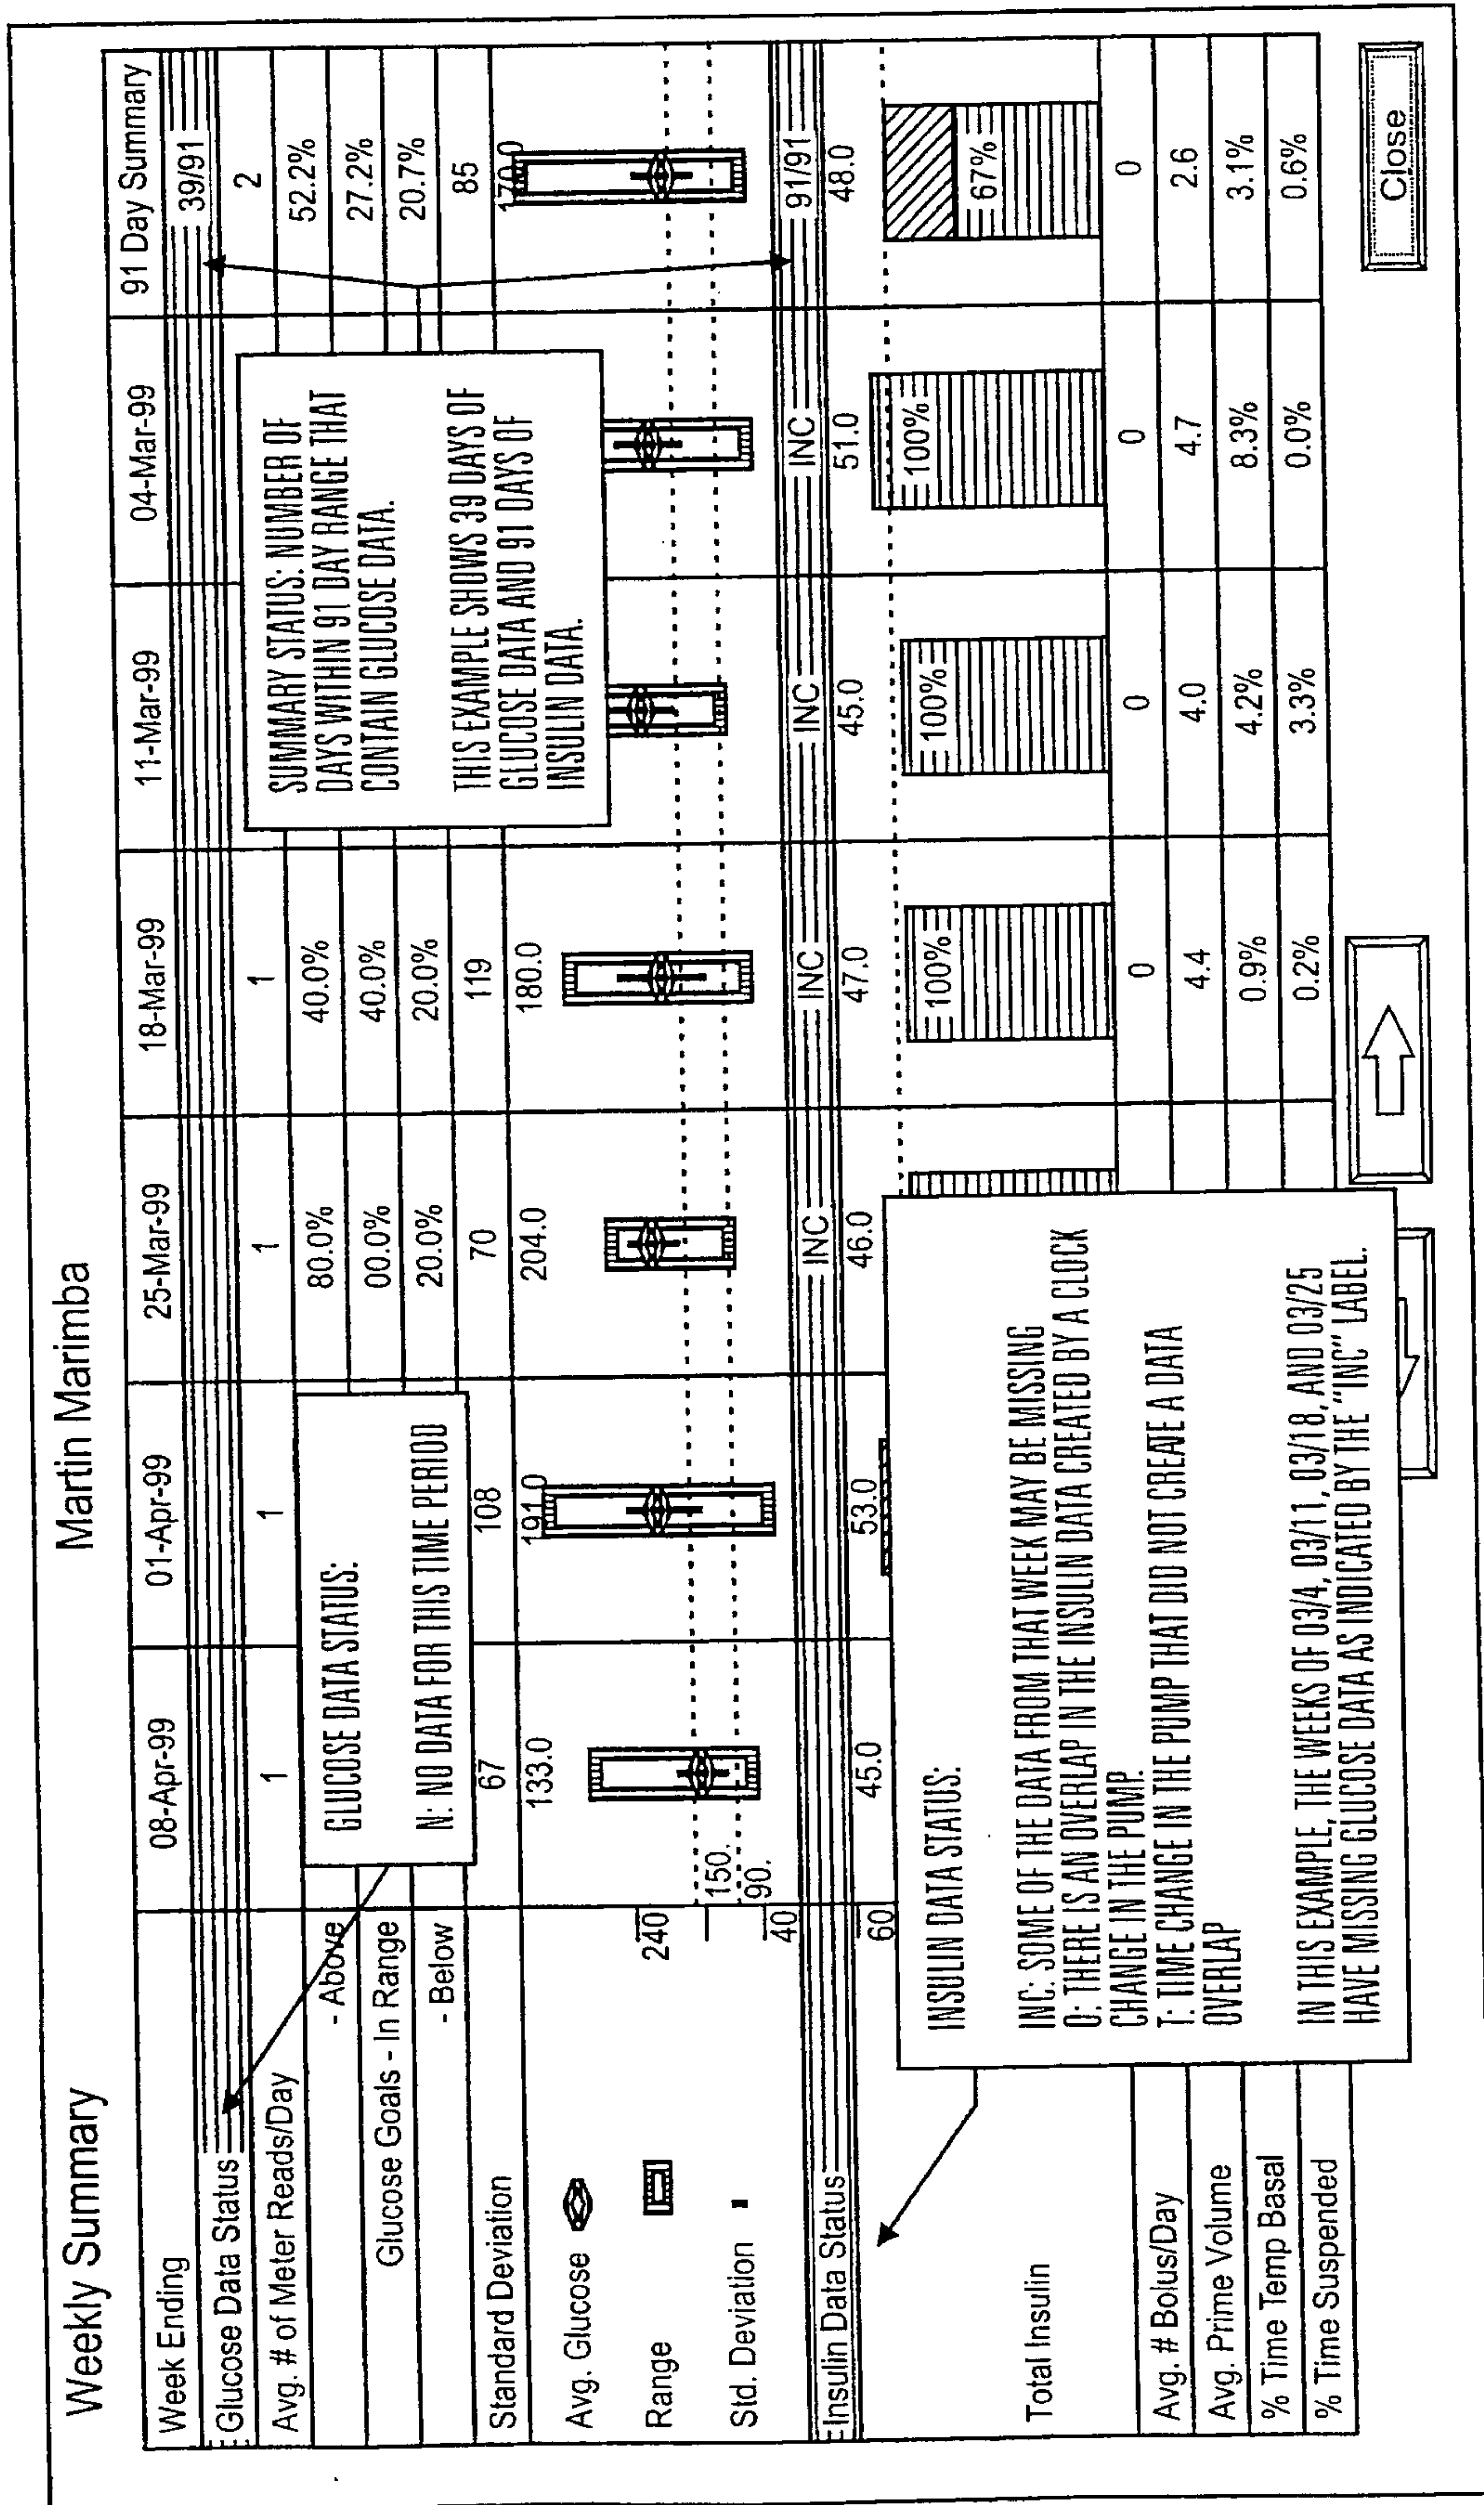 Weekly Summary
Martin Marimba
Week Ending 08-Apr-99 01-Apr-99 25-Mar-99 18-Mar-99 11-Mar-99 04-Mar-99 91 Day Summary
Glucose Data Status 39/91
Avg. # of Meter Reads/Day 1 1 1 1 2
- Above 80.0% 40.0% 52.2%
Glucose Goals - In Range 00.0% 40.0% 27.2%
- Below 20.0% 20.0% 20.7%
Standard Deviation 67 108 70 119 85
133.0 191.0 204.0 180.0 170.0
Avg. Glucose
Range
Std. Deviation
240
150.
90.
40
GLUCOSE DATA STATUS:
N: NO DATA FOR THIS TIME PERIOD
SUMMARY STATUS: NUMBER OF
DAYS WITHIN 91 DAY RANGE THAT
CONTAIN GLUCOSE DATA.
THIS EXAMPLE SHOWS 39 DAYS OF
GLUCOSE DATA AND 91 DAYS OF
INSULIN DATA.
Insulin Data Status INC INC INC INC 91/91
60 45.0 53.0 46.0 47.0 45.0 51.0 48.0
Total Insulin 100% 100% 100% 67%
Avg. # Bolus/Day 0 0 0 0
Avg. Prime Volume 4.4 4.0 4.7 2.6
% Time Temp Basal 0.9% 4.2% 8.3% 3.1%
% Time Suspended 0.2% 3.3% 0.0% 0.6%
INSULIN DATA STATUS:
INC: SOME OF THE DATA FROM THAT WEEK MAY BE MISSING
O: THERE IS AN OVERLAP IN THE INSULIN DATA CREATED BY A CLOCK
CHANGE IN THE PUMP.
T: TIME CHANGE IN THE PUMP THAT DID NOT CREATE A DATA
OVERLAP
IN THIS EXAMPLE, THE WEEKS OF 03/4, 03/11, 03/18, AND 03/25
HAVE MISSING GLUCOSE DATA AS INDICATED BY THE "INC" LABEL.
Close